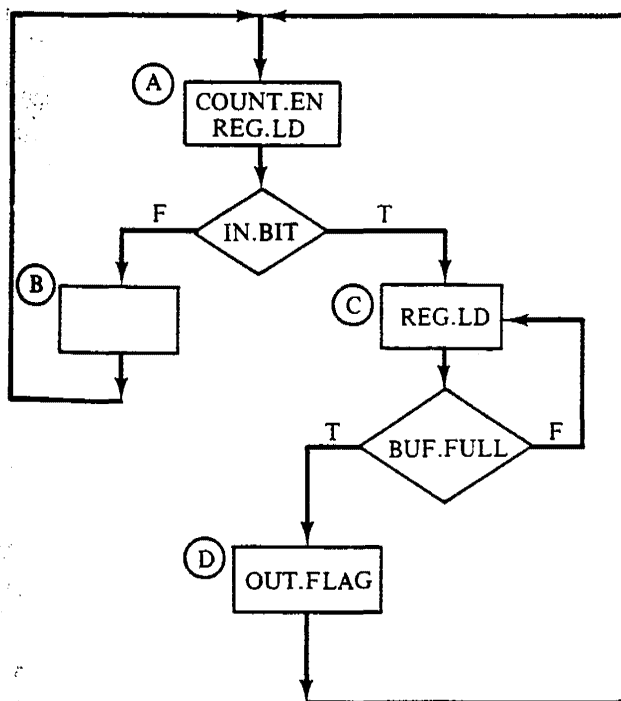 A
COUNT.EN
REG.LD
F
IN.BIT
T
B
C
REG.LD
T
BUF.FULL
F
D
OUT.FLAG